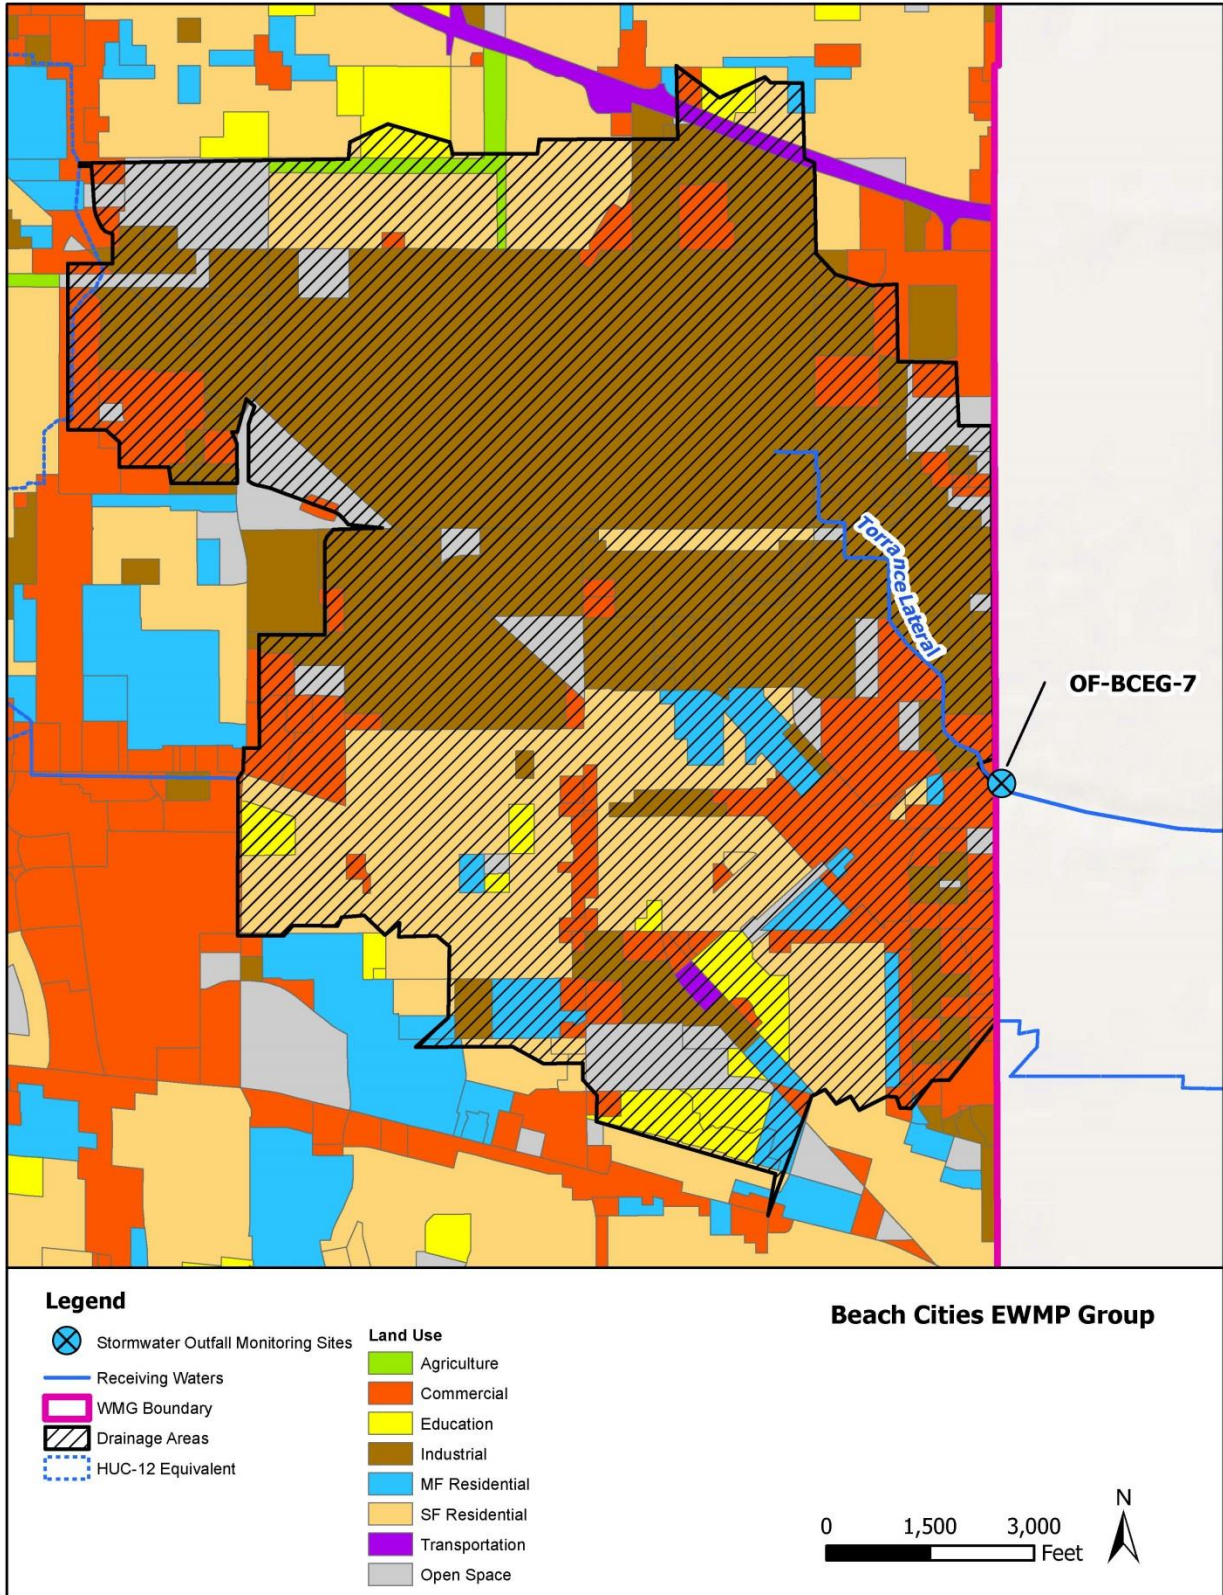 Torrance Lateral
OF-BCEG-7
Legend
Stormwater Outfall Monitoring Sites
Receiving Waters
WMG Boundary
Drainage Areas
HUC-12 Equivalent
Land Use
Agriculture
Commercial
Education
Industrial
MF Residential
SF Residential
Transportation
Open Space
Beach Cities EWMP Group
0 1,500 3,000
Feet
N